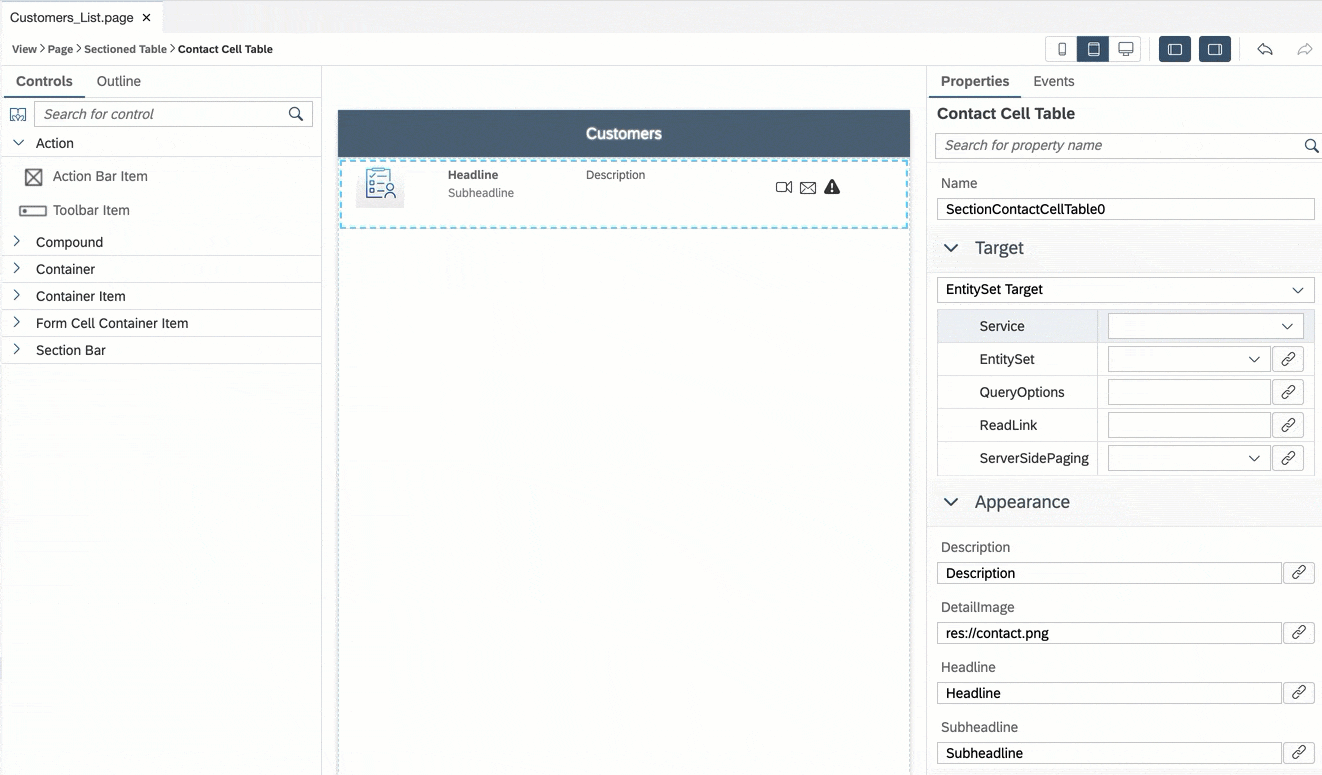 Customers_List.page ×
View > Page > Sectioned Table > Contact Cell Table
Controls
Outline
Search for control
Action
Action Bar Item
Toolbar Item
Compound
Container
Container Item
Form Cell Container Item
Section Bar
Customers
Headline
Subheadline
Description
Properties
Events
Contact Cell Table
Search for property name
Name
SectionContactCellTable0
Target
EntitySet Target
Service
EntitySet
QueryOptions
ReadLink
ServerSidePaging
Appearance
Description
Description
DetailImage
res://contact.png
Headline
Headline
Subheadline
Subheadline